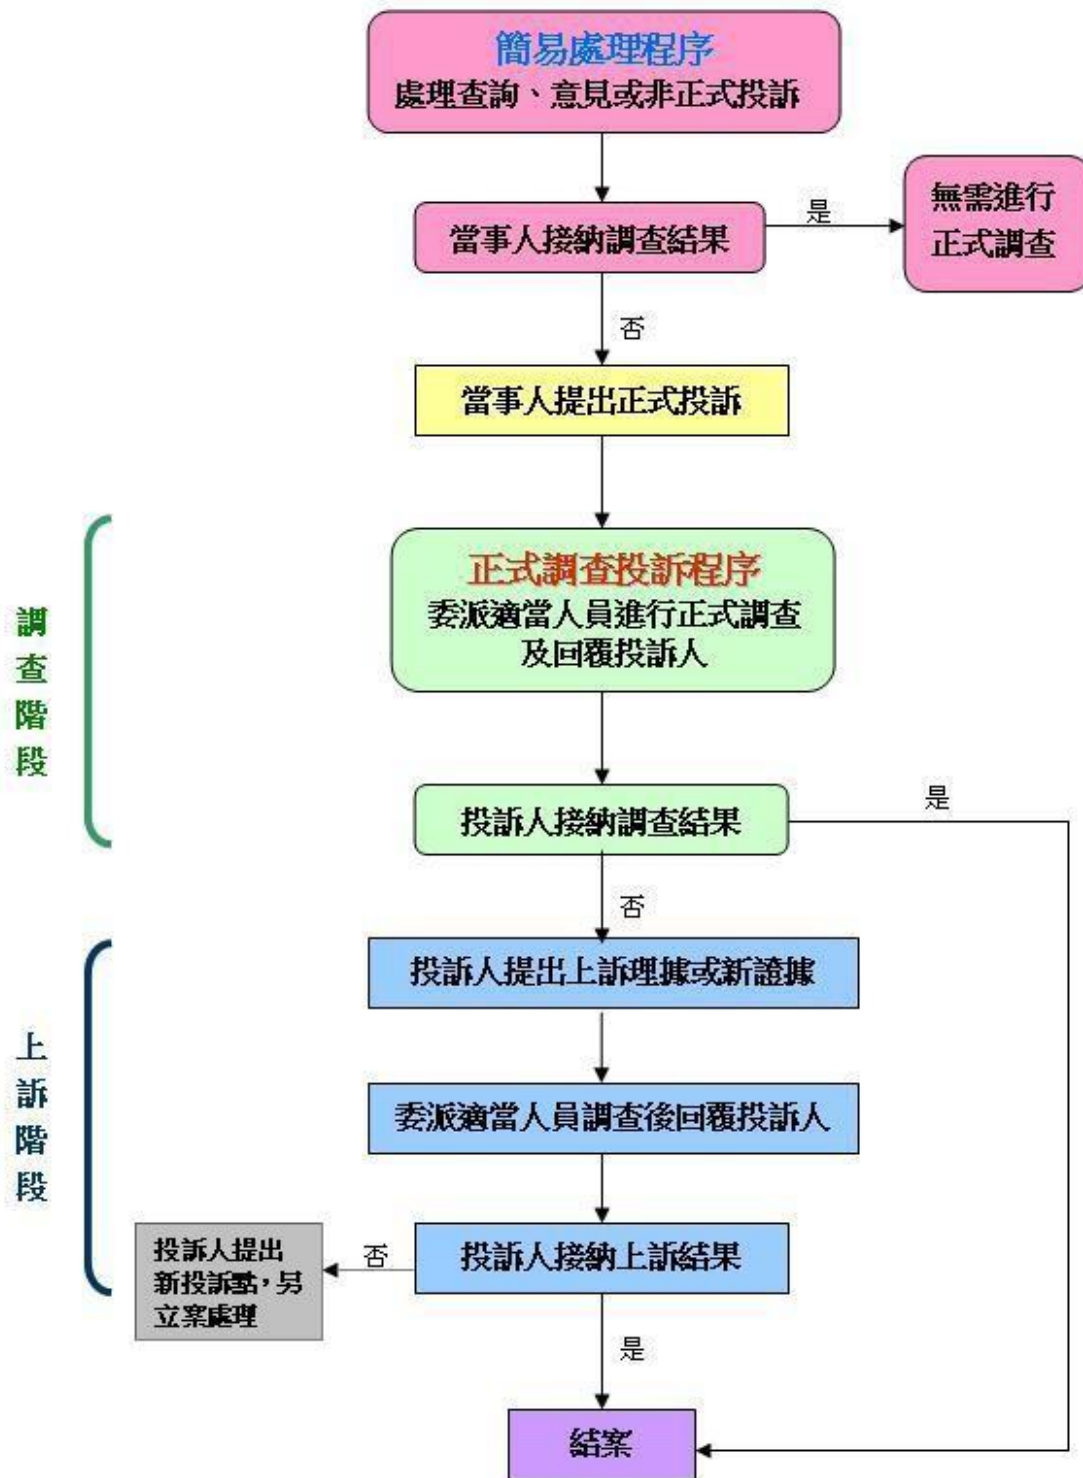 簡易處理程序
處理查詢、意見或非正式投訴
當事人接納調查結果
是
無需進行
正式調查
否
當事人提出正式投訴
調查階段
正式調查投訴程序
委派適當人員進行正式調查
及回覆投訴人
投訴人接納調查結果
是
否
上訴階段
投訴人提出上訴理據或新證據
委派適當人員調查後回覆投訴人
投訴人接納上訴結果
否
投訴人提出
新投訴點，另
立案處理
是
結案